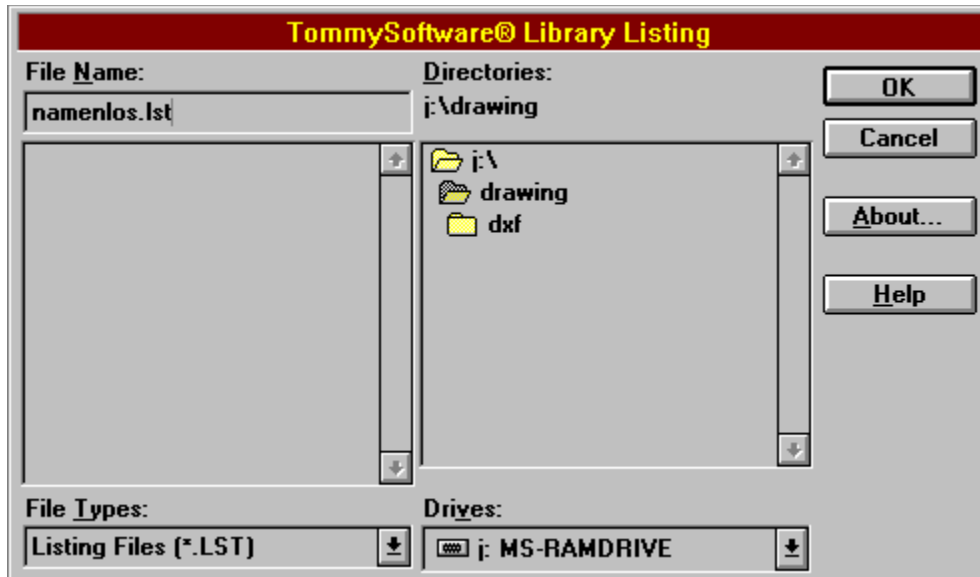 TommySoftware® Library Listing
File Name:
namenlos.lst
Directories:
j:\drawing
j:\
drawing
dxf
OK
Cancel
About...
Help
File Types:
Listing Files (*.LST)
Drives:
j: MS-RAMDRIVE